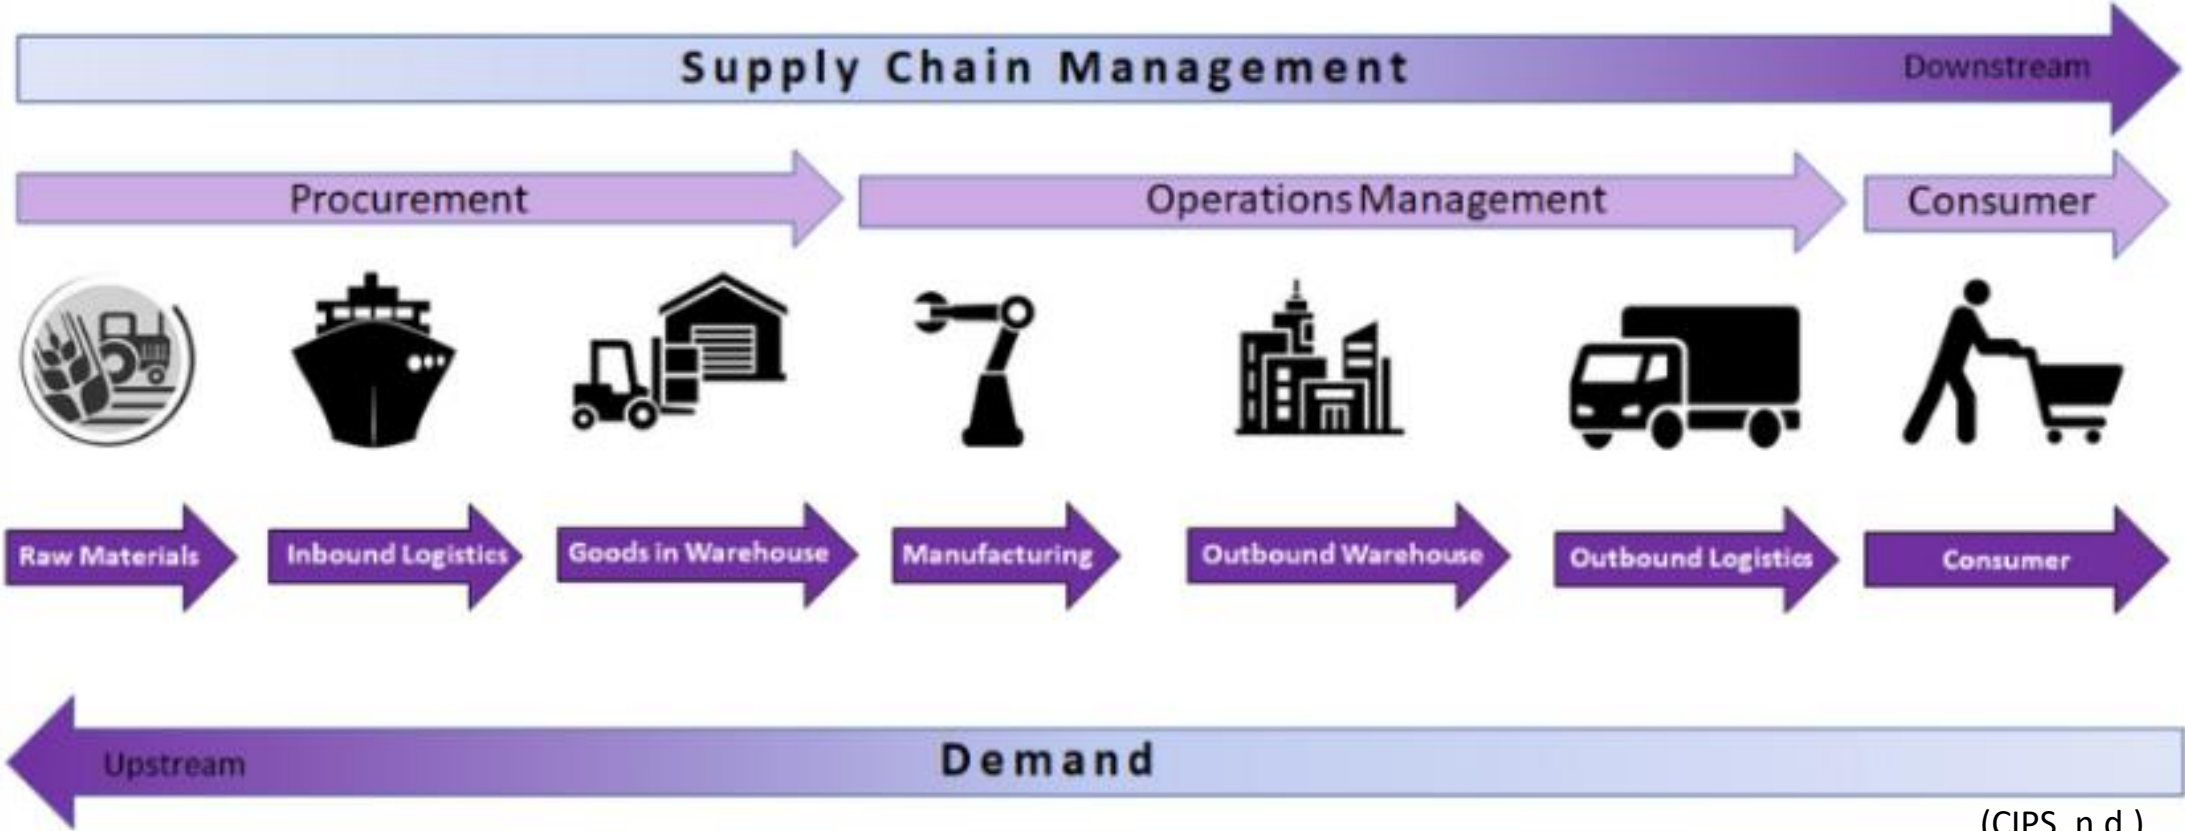 Supply Chain Management
Downstream
Procurement
Operations Management
Consumer
Raw Materials
Inbound Logistics
Goods in Warehouse
Manufacturing
Outbound Warehouse
Outbound Logistics
Consumer
Upstream
Demand
(CIPS, n.d.)